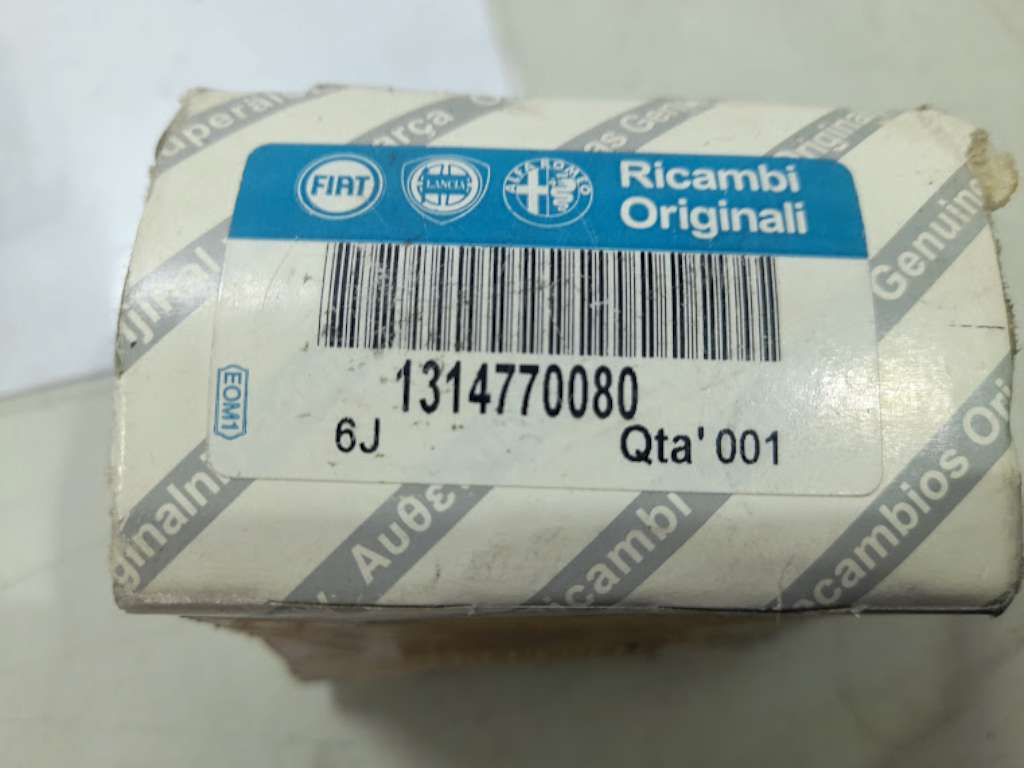 FIAT
LANCIA
ALFA ROMEO
Ricambi
Originali
1314770080
EOM1
6J
Qta' 001
Genuine
Ricambi